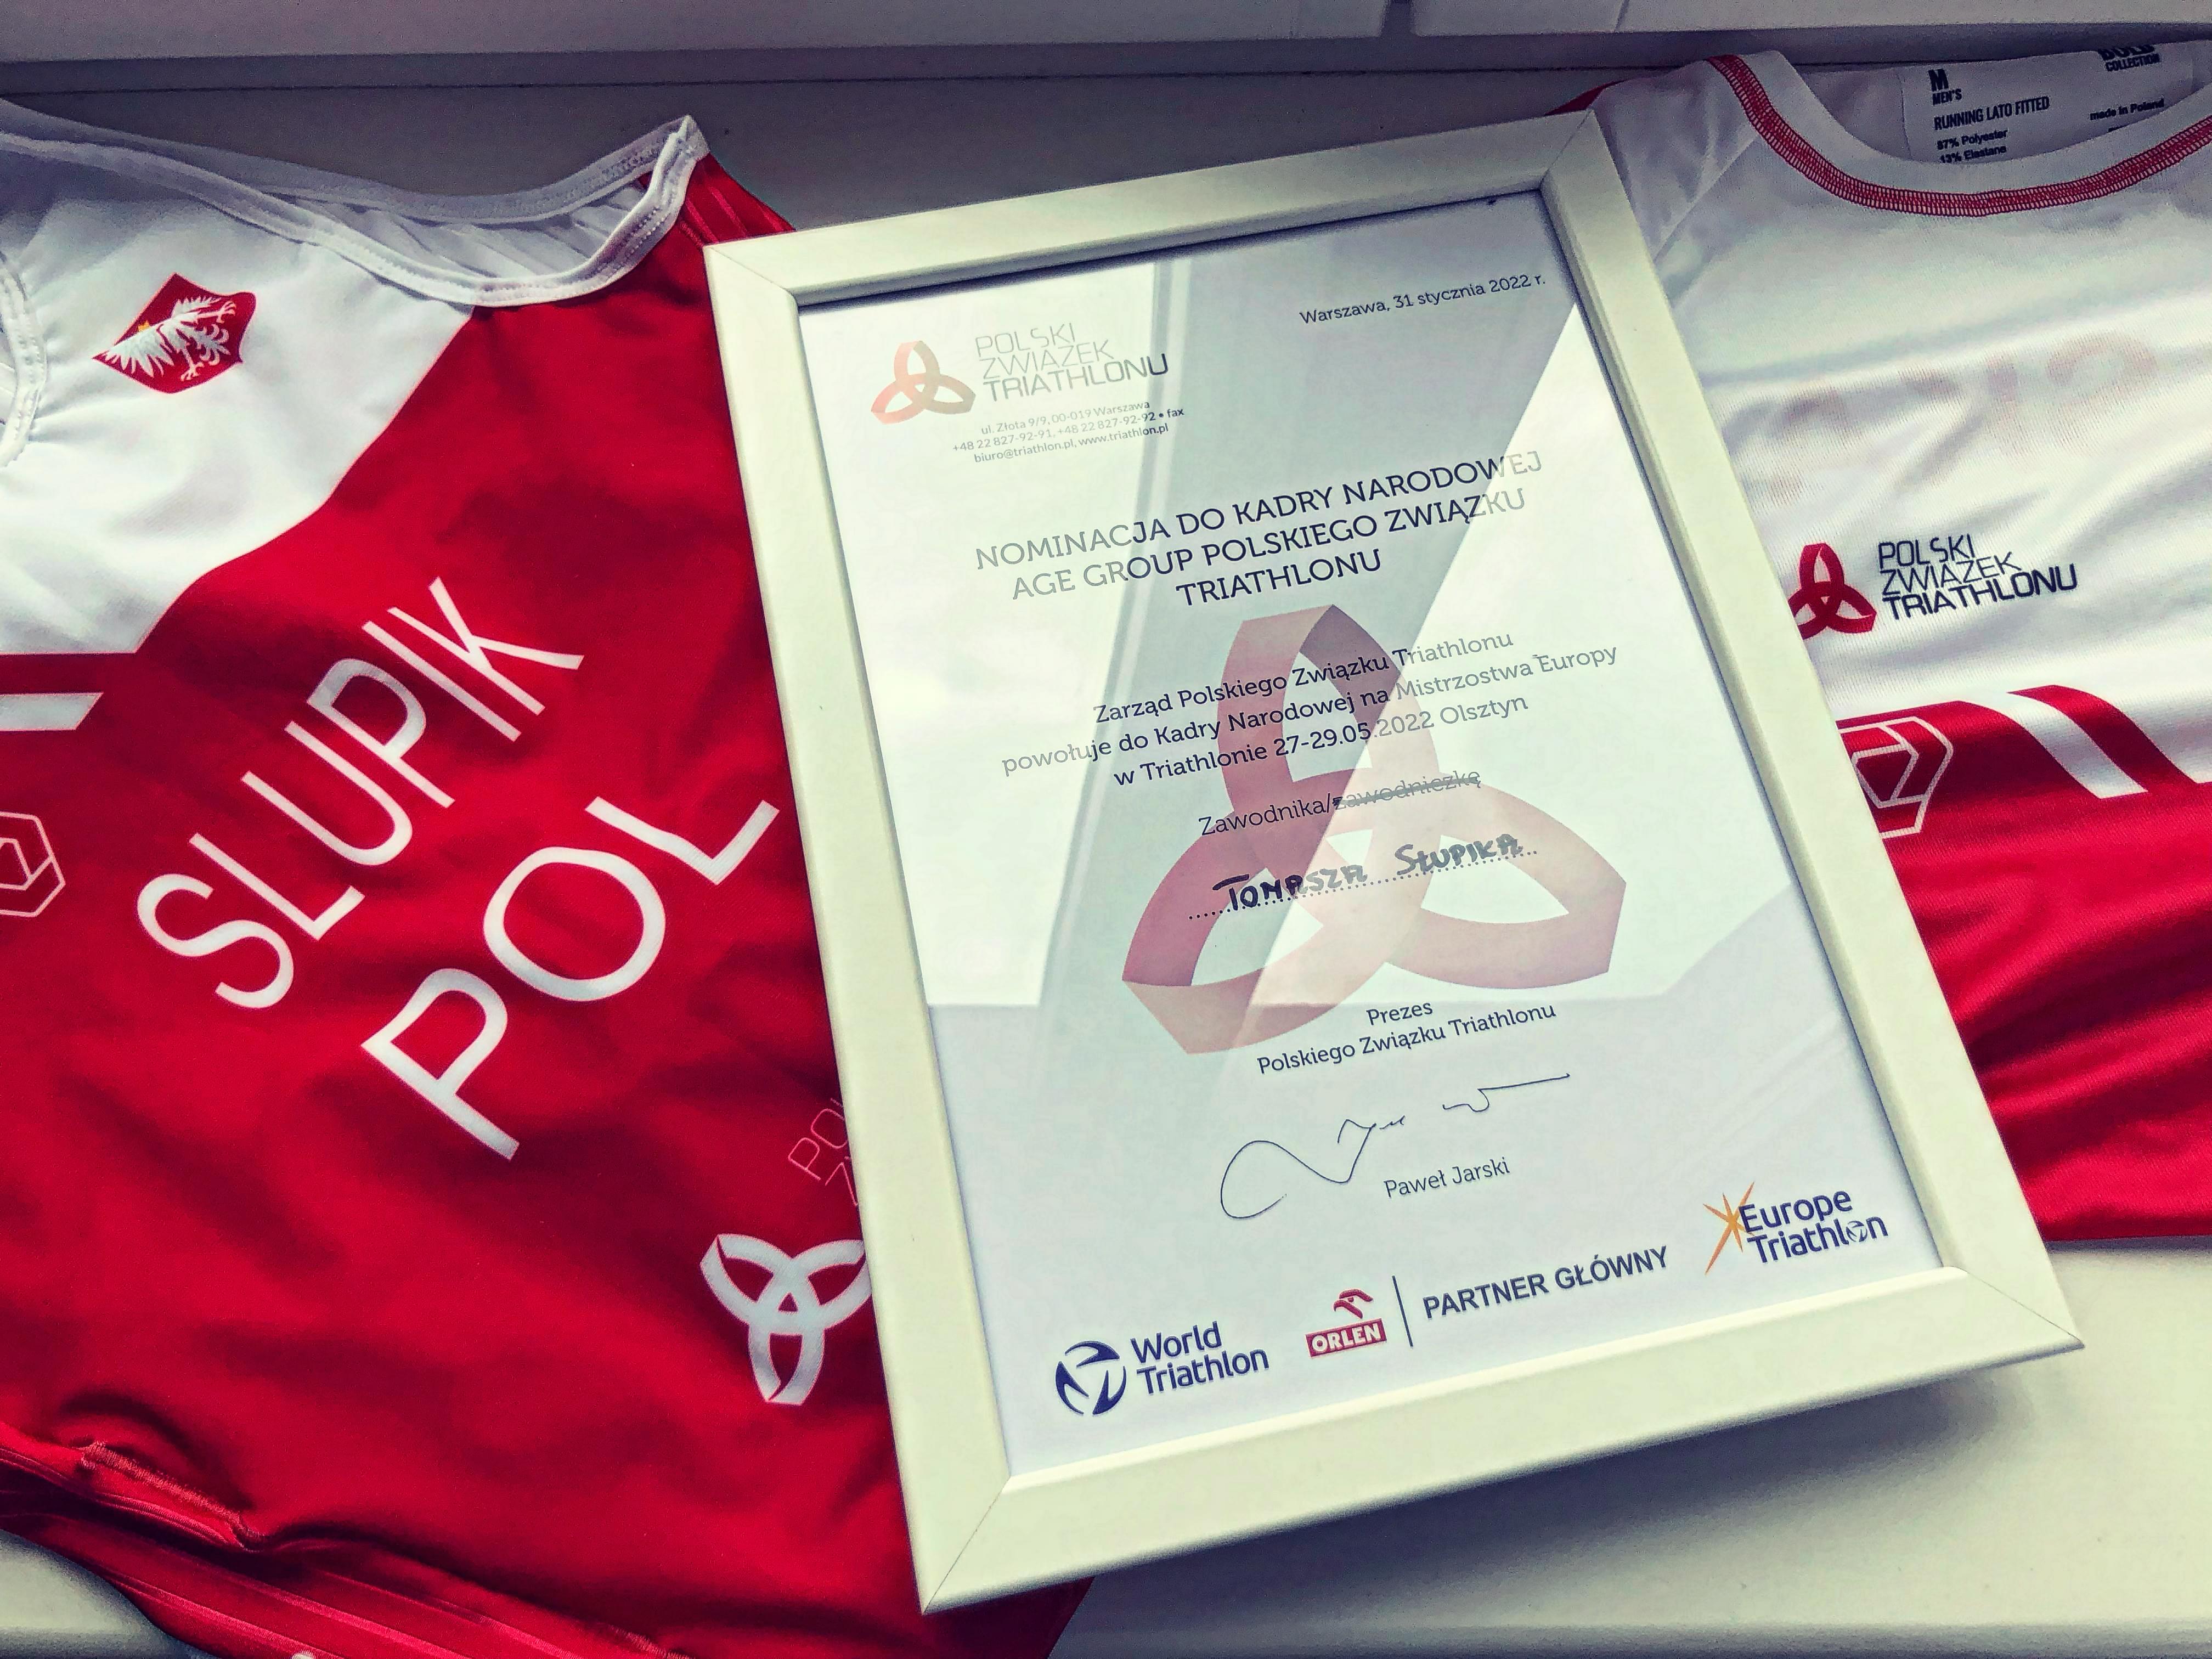 SLUPIK
POL
POL
Z
Warszawa, 31 stycznia 2022 r.
POLSKI
ZWIĄZEK
TRIATHLONU
ul. Złota 9/9, 00-019 Warszawa
+48 22 827-92-91, +48 22 827-92-92 • fax
biuro@triathlon.pl, www.triathlon.pl
NOMINACJA DO KADRY NARODOWEJ
AGE GROUP POLSKIEGO ZWIĄZKU
TRIATHLONU
Zarząd Polskiego Związku Triathlonu
powołuje do Kadry Narodowej na Mistrzostwa Europy
w Triathlonie 27-29.05.2022 Olsztyn
Zawodnika/zawodniczkę
TOMASZA SŁUPIKA
Prezes
Polskiego Związku Triathlonu
Paweł Jarski
World
Triathlon
ORLEN
PARTNER GŁÓWNY
Europe
Triathlon
M
MEN'S
RUNNING LATO FITTED
87% Polyester
13% Elastane
COLLECTION
made in Poland
POLSKI
ZWIĄZEK
TRIATHLONU